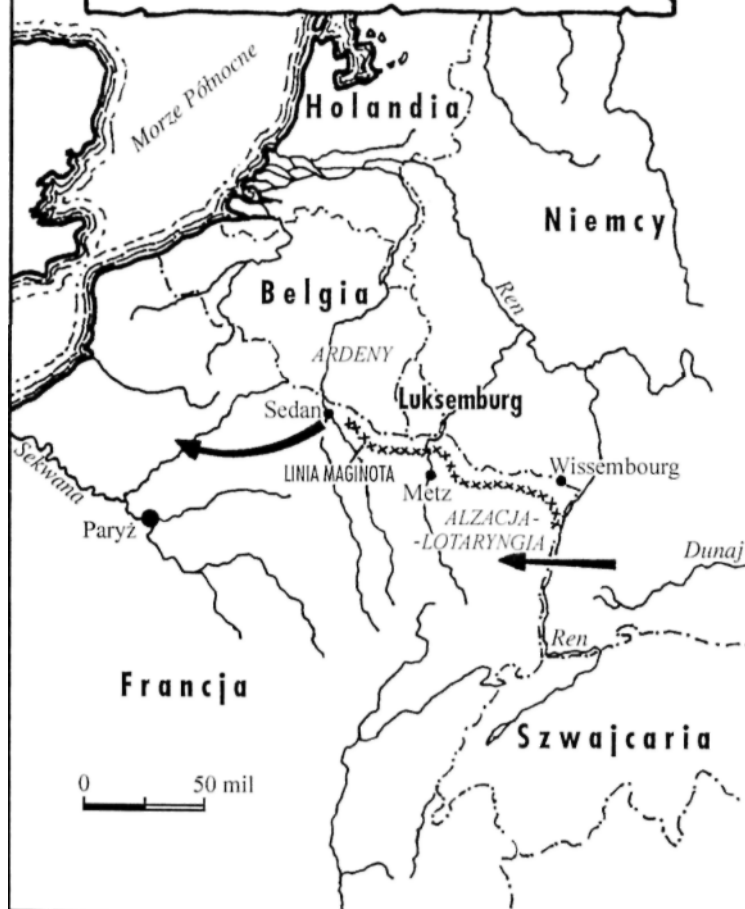 Morze Północne
Holandia
Niemcy
Ren
Belgia
ARDENY
Sedan
Luksemburg
LINIA MAGINOTA
Wissembourg
Metz
Sekwana
Paryż
ALZACJA-
-LOTARYNGIA
Dunaj
Ren
Francja
Szwajcaria
0 50 mil